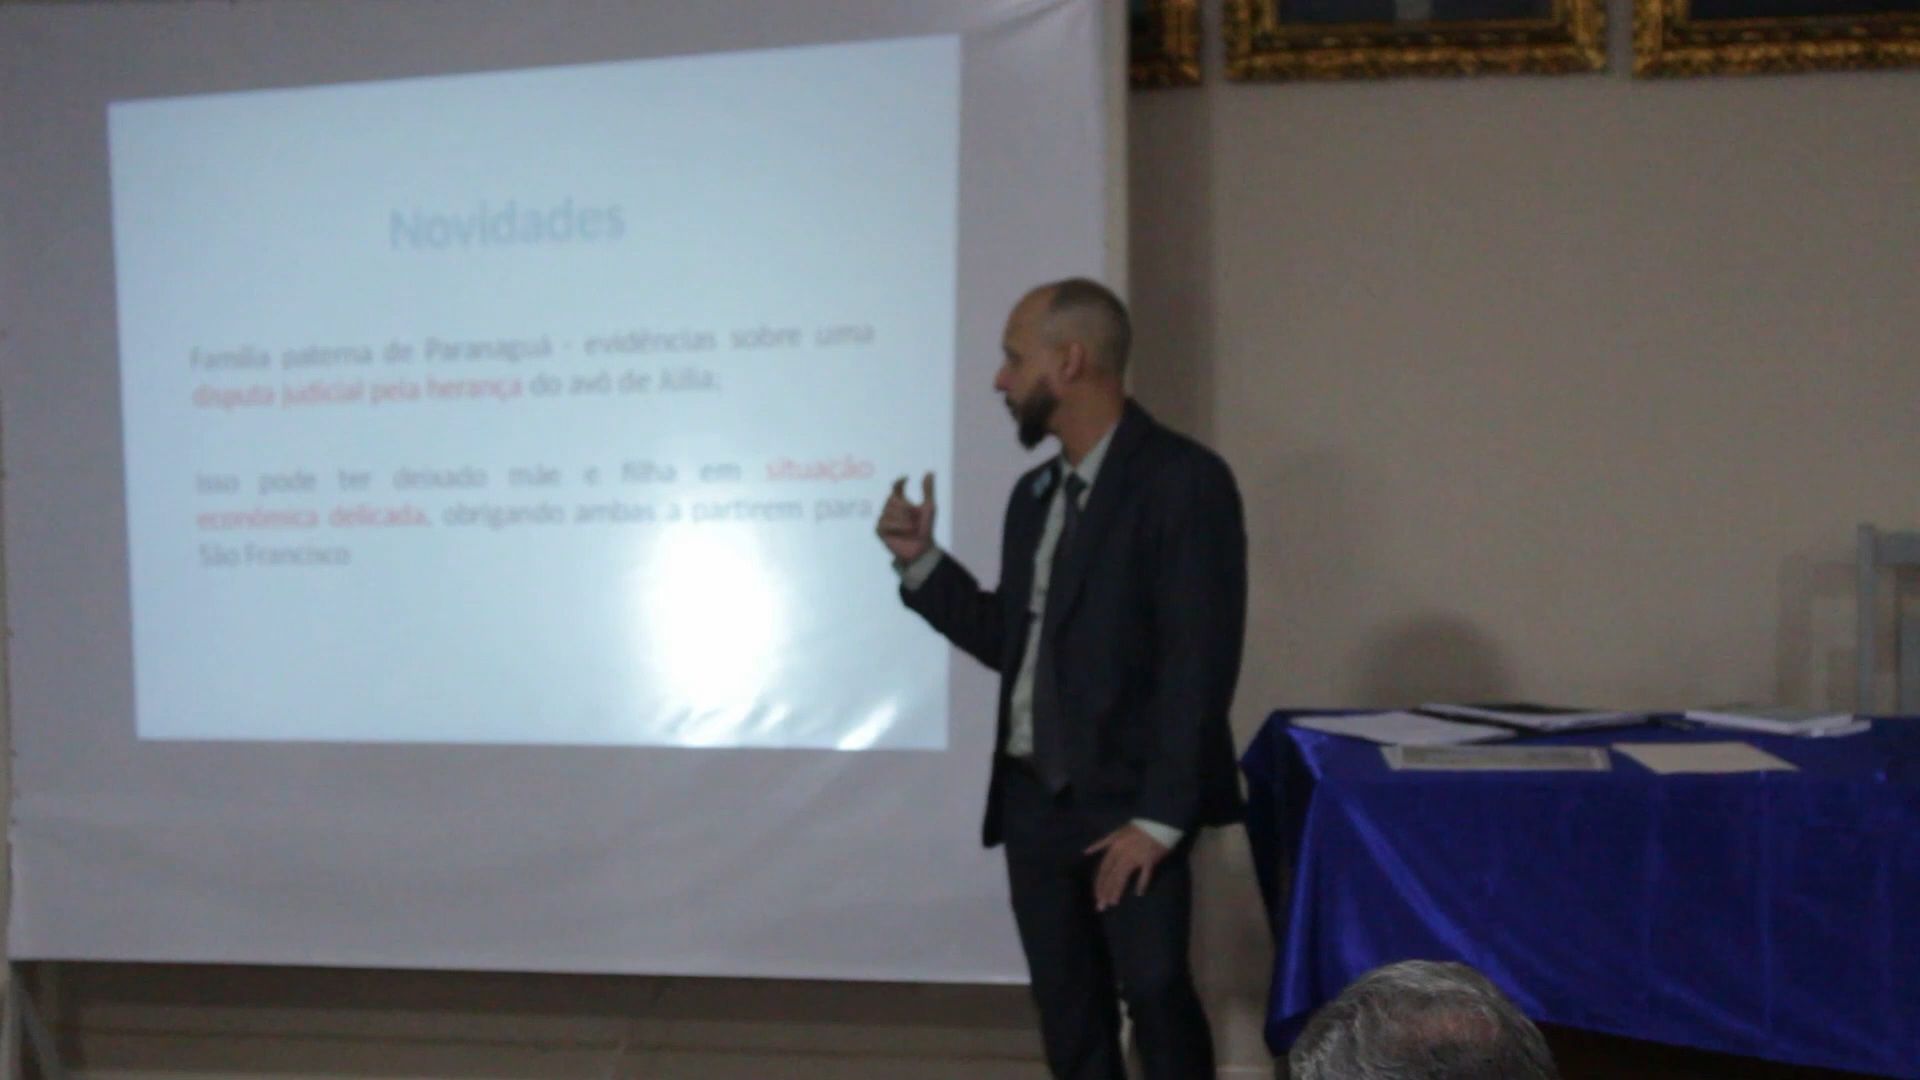 Novidades
Família paterna de Paranaguá - evidências sobre uma
disputa judicial pela herança do avô de Júlia;
Isso pode ter deixado mãe e filha em situação
econômica delicada, obrigando ambas a partirem para
São Francisco